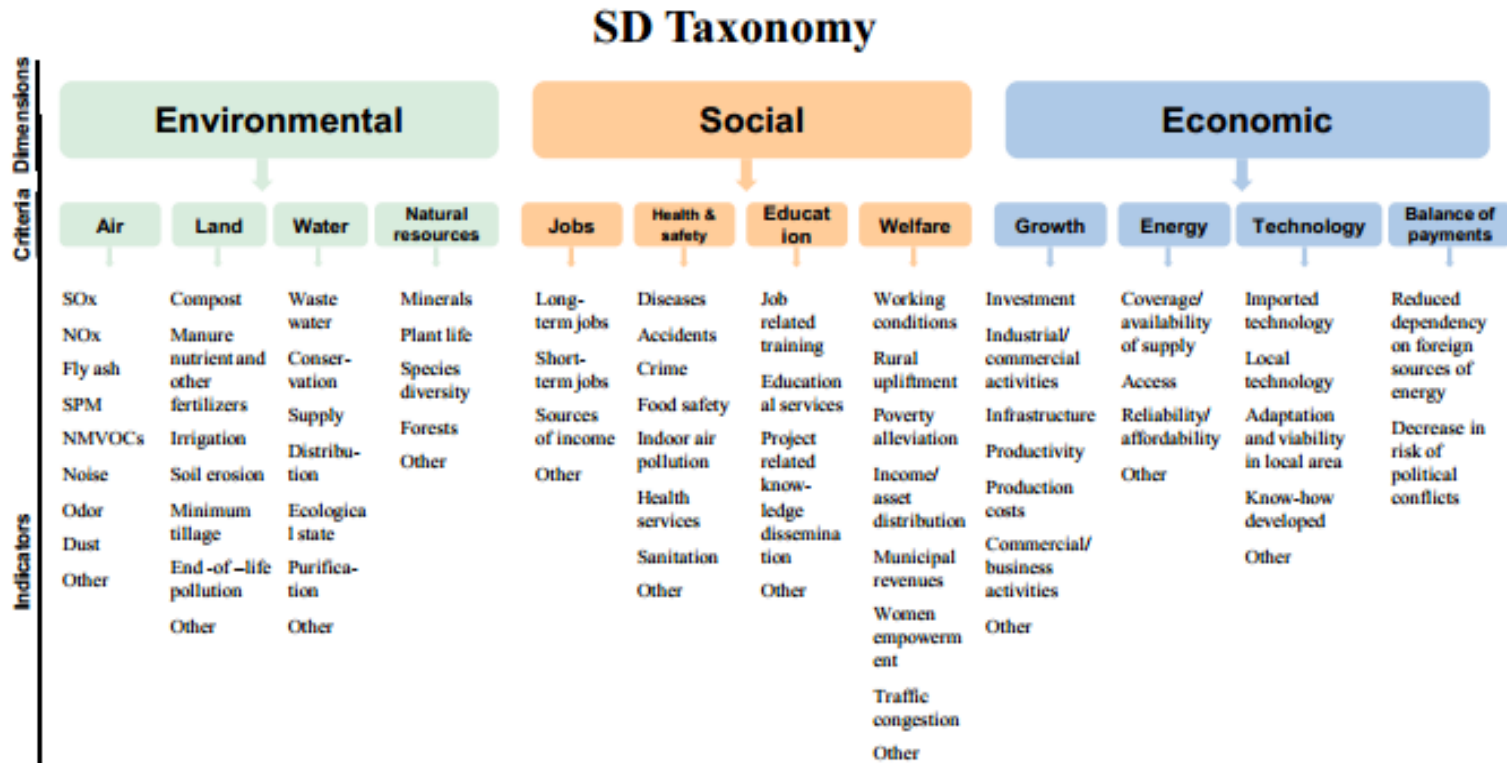 SD Taxonomy
Dimensions
Environmental
Social
Economic
Criteria
Air
Land
Water
Natural
resources
Jobs
Health &
safety
Educat
ion
Welfare
Growth
Energy
Technology
Balance of
payments
Indicators
SOx
NOx
Fly ash
SPM
NMVOCs
Noise
Odor
Dust
Other
Compost
Manure
nutrient and
other
fertilizers
Irrigation
Soil erosion
Minimum
tillage
End -of –life
pollution
Other
Waste
water
Conser-
vation
Supply
Distribu-
tion
Ecologica
l state
Purifica-
tion
Other
Minerals
Plant life
Species
diversity
Forests
Other
Long-
term jobs
Short-
term jobs
Sources
of income
Other
Diseases
Accidents
Crime
Food safety
Indoor air
pollution
Health
services
Sanitation
Other
Job
related
training
Education
al services
Project
related
know-
ledge
dissemina
tion
Other
Working
conditions
Rural
upliftment
Poverty
alleviation
Income/
asset
distribution
Municipal
revenues
Women
empowerm
ent
Traffic
congestion
Other
Investment
Industrial/
commercial
activities
Infrastructure
Productivity
Production
costs
Commercial/
business
activities
Other
Coverage/
availability
of supply
Access
Reliability/
affordability
Other
Imported
technology
Local
technology
Adaptation
and viability
in local area
Know-how
developed
Other
Reduced
dependency
on foreign
sources of
energy
Decrease in
risk of
political
conflicts